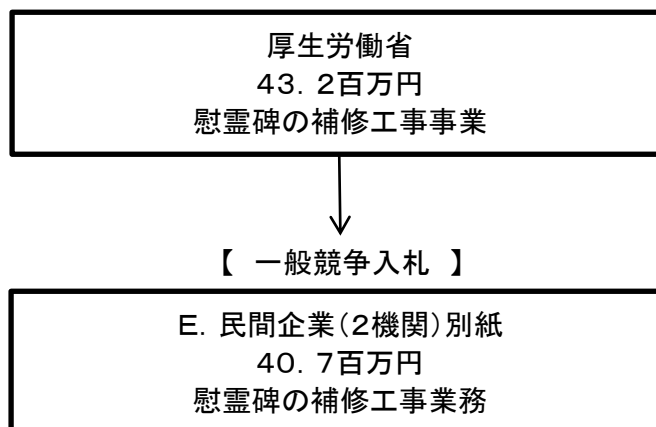 厚生労働省
４３．２百万円
慰霊碑の補修工事事業
【　一般競争入札　】
Ｅ．民間企業（２機関）別紙
４０．７百万円
慰霊碑の補修工事業務